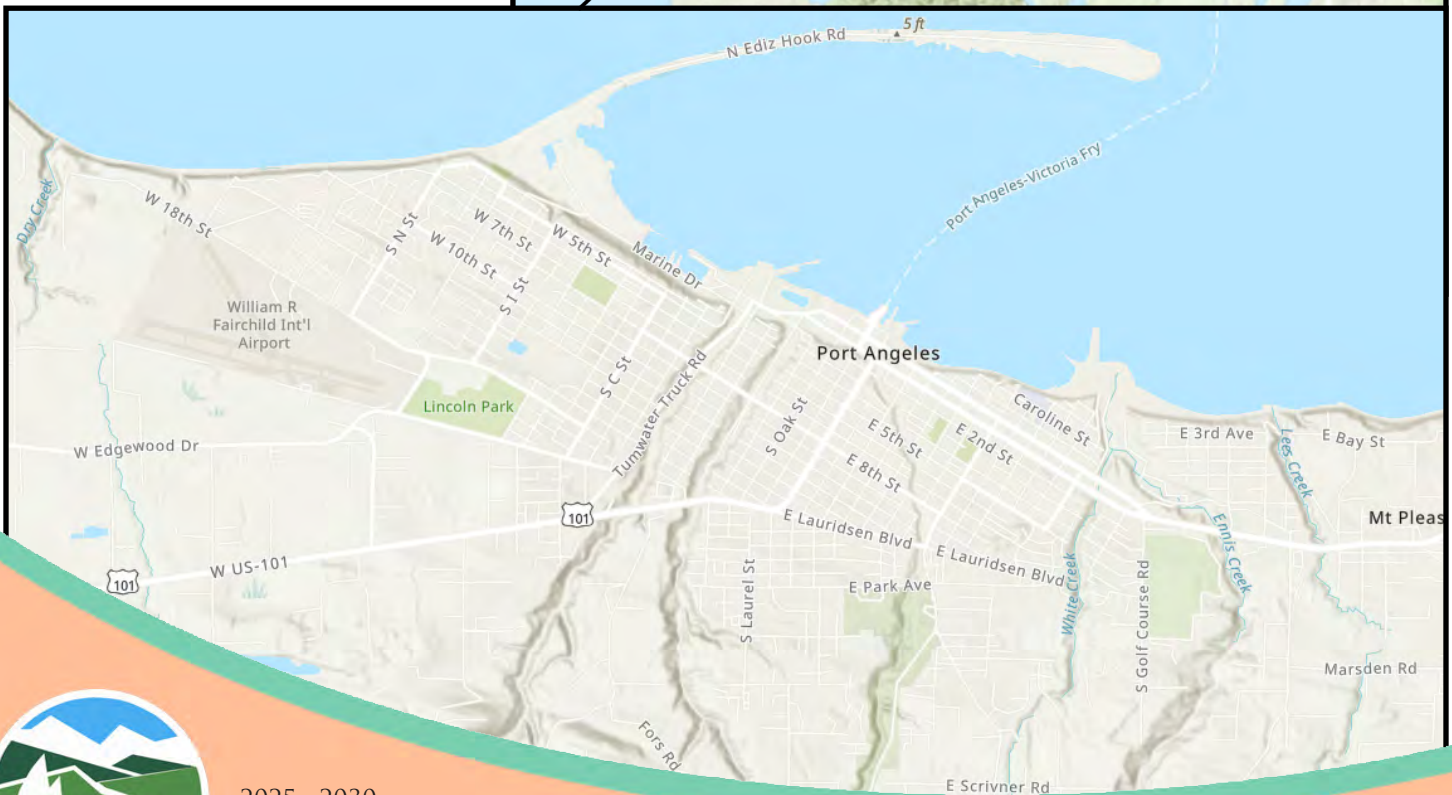 5 ft
N Ediz Hook Rd
Port Angeles-Victoria Fry
Dry Creek
W 18th St
S N St
W 7th St
W 5th St
W 10th St
Marine Dr
S I St
William R
Fairchild Int'l
Airport
Port Angeles
S C St
Tumwater Truck Rd
Lincoln Park
S Oak St
Caroline St
E 5th St
E 2nd St
E 3rd Ave
Lees Creek
E Bay St
W Edgewood Dr
E 8th St
101
E Lauridsen Blvd
Mt Pleas
Ennis Creek
E Lauridsen Blvd
W US-101
101
E Park Ave
S Laurel St
White Creek
S Golf Course Rd
Marsden Rd
Fors Rd
E Scrivner Rd
2025 - 2030